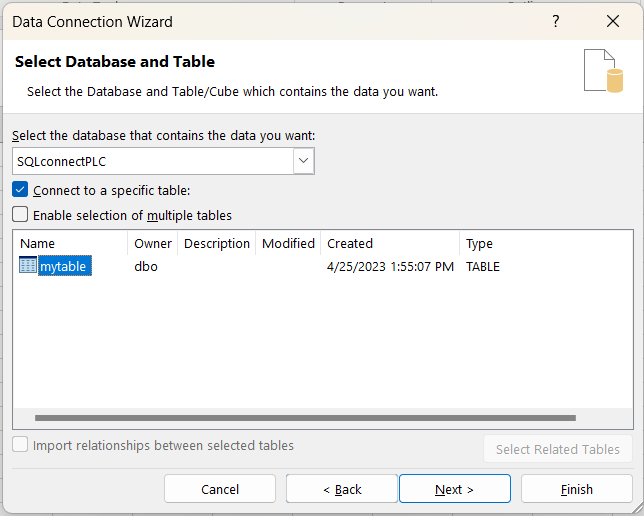 Data Connection Wizard ?
Select Database and Table
Select the Database and Table/Cube which contains the data you want.
Select the database that contains the data you want:
SQLconnectPLC
Connect to a specific table:
Enable selection of multiple tables
Name Owner Description Modified Created Type
mytable dbo 4/25/2023 1:55:07 PM TABLE
Import relationships between selected tables
Select Related Tables
Cancel < Back Next > Finish